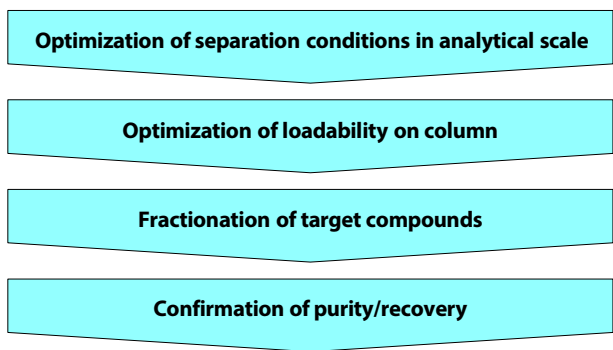 Optimization of separation conditions in analytical scale
Optimization of loadability on column
Fractionation of target compounds
Confirmation of purity/recovery